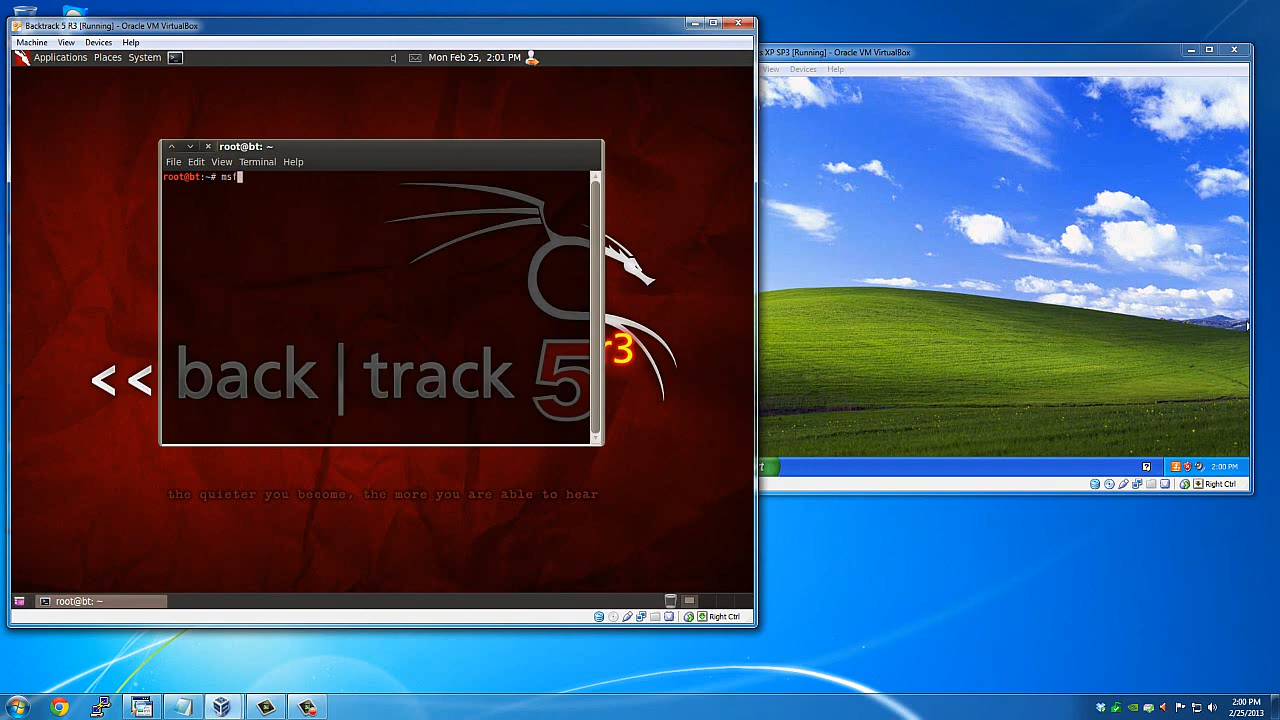 Backtrack 5 R3 [Running] - Oracle VM VirtualBox
Machine View Devices Help
Applications Places System
Mon Feb 25, 2:01 PM
root@bt: ~
File Edit View Terminal Help
root@bt:~# msf
<< back | track 5
r3
the quieter you become, the more you are able to hear
root@bt: ~
Right Ctrl
XP SP3 [Running] - Oracle VM VirtualBox
View Devices Help
2:00 PM
Right Ctrl
2:00 PM
2/25/2013